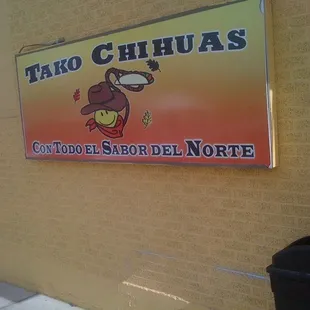 TAKO CHIHUAS
CON TODO EL SABOR DEL NORTE